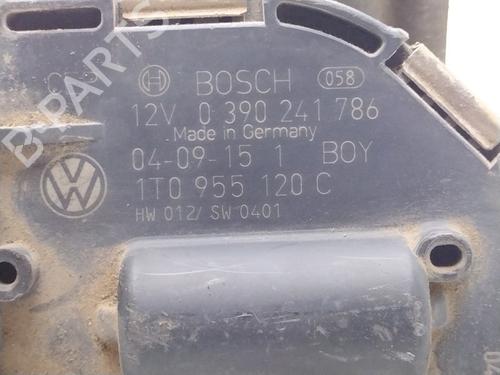 B-PARTS
BOSCH 058
12V 0 390 241 786
Made in Germany
04-09-15 1 BOY
1T0 955 120 C
HW 012/ SW 0401